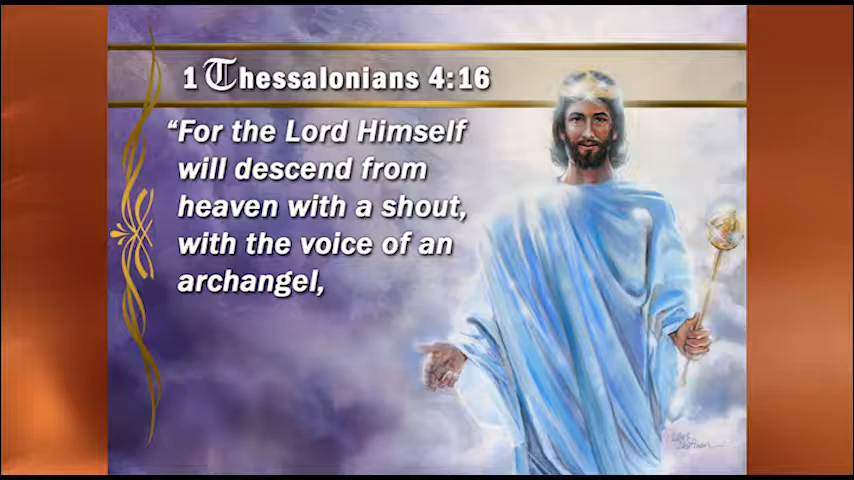 1 Thessalonians 4:16
“For the Lord Himself
will descend from
heaven with a shout,
with the voice of an
archangel,